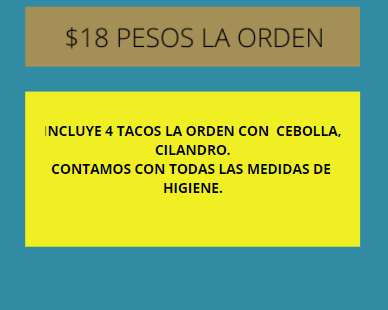 $18 PESOS LA ORDEN
INCLUYE 4 TACOS LA ORDEN CON CEBOLLA,
CILANDRO.
CONTAMOS CON TODAS LAS MEDIDAS DE
HIGIENE.